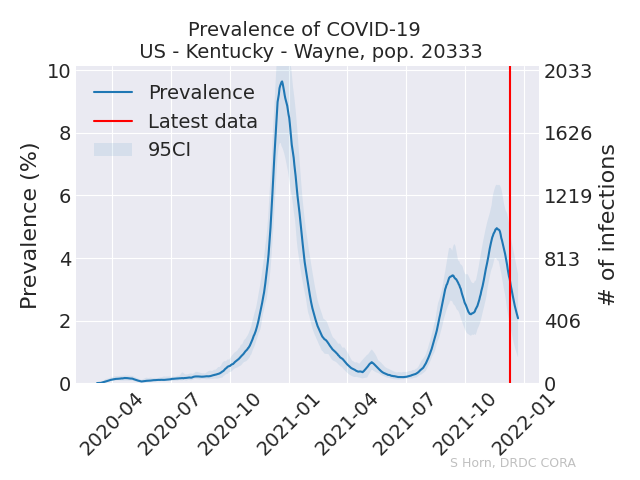 Prevalence of COVID-19
US - Kentucky - Wayne, pop. 20333
Prevalence
Latest data
95CI
Prevalence (%)
10
8
6
4
2
0
2033
1626
1219
813
406
0
# of infections
2020-04
2020-07
2020-10
2021-01
2021-04
2021-07
2021-10
2022-01
S Horn, DRDC CORA